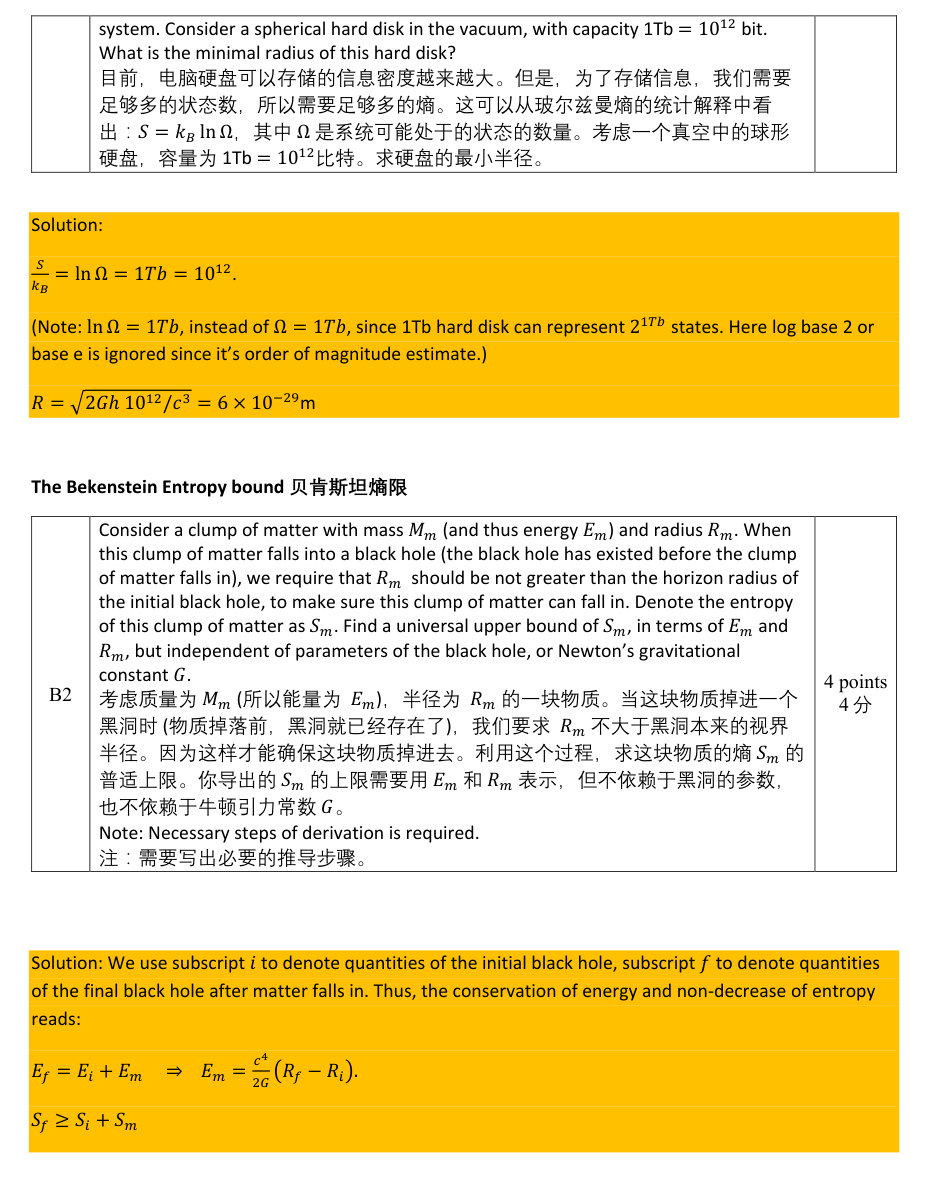 system. Consider a spherical hard disk in the vacuum, with capacity 1Tb = 10¹² bit.
What is the minimal radius of this hard disk?
目前，电脑硬盘可以存储的信息密度越来越大。但是，为了存储信息，我们需要
足够多的状态数，所以需要足够多的熵。这可以从玻尔兹曼熵的统计解释中看
出：S = k_B ln Ω，其中 Ω 是系统可能处于的状态的数量。考虑一个真空中的球形
硬盘，容量为 1Tb = 10¹²比特。求硬盘的最小半径。
Solution:
S/k_B = ln Ω = 1Tb = 10¹².
(Note: ln Ω = 1Tb, instead of Ω = 1Tb, since 1Tb hard disk can represent 2^{1Tb} states. Here log base 2 or
base e is ignored since it’s order of magnitude estimate.)
R = √(2Gh 10¹²/c³) = 6 × 10⁻²⁹m
The Bekenstein Entropy bound 贝肯斯坦熵限
Consider a clump of matter with mass M_m (and thus energy E_m) and radius R_m. When
this clump of matter falls into a black hole (the black hole has existed before the clump
of matter falls in), we require that R_m should be not greater than the horizon radius of
the initial black hole, to make sure this clump of matter can fall in. Denote the entropy
of this clump of matter as S_m. Find a universal upper bound of S_m, in terms of E_m and
R_m, but independent of parameters of the black hole, or Newton’s gravitational
constant G.
B2
考虑质量为 M_m (所以能量为 E_m)，半径为 R_m 的一块物质。当这块物质掉进一个
黑洞时 (物质掉落前，黑洞就已经存在了)，我们要求 R_m 不大于黑洞本来的视界
半径。因为这样才能确保这块物质掉进去。利用这个过程，求这块物质的熵 S_m 的
普适上限。你导出的 S_m 的上限需要用 E_m 和 R_m 表示，但不依赖于黑洞的参数，
也不依赖于牛顿引力常数 G。
Note: Necessary steps of derivation is required.
注：需要写出必要的推导步骤。
4 points
4 分
Solution: We use subscript i to denote quantities of the initial black hole, subscript f to denote quantities
of the final black hole after matter falls in. Thus, the conservation of energy and non-decrease of entropy
reads:
E_f = E_i + E_m ⇒ E_m = c⁴/2G (R_f − R_i).
S_f ≥ S_i + S_m